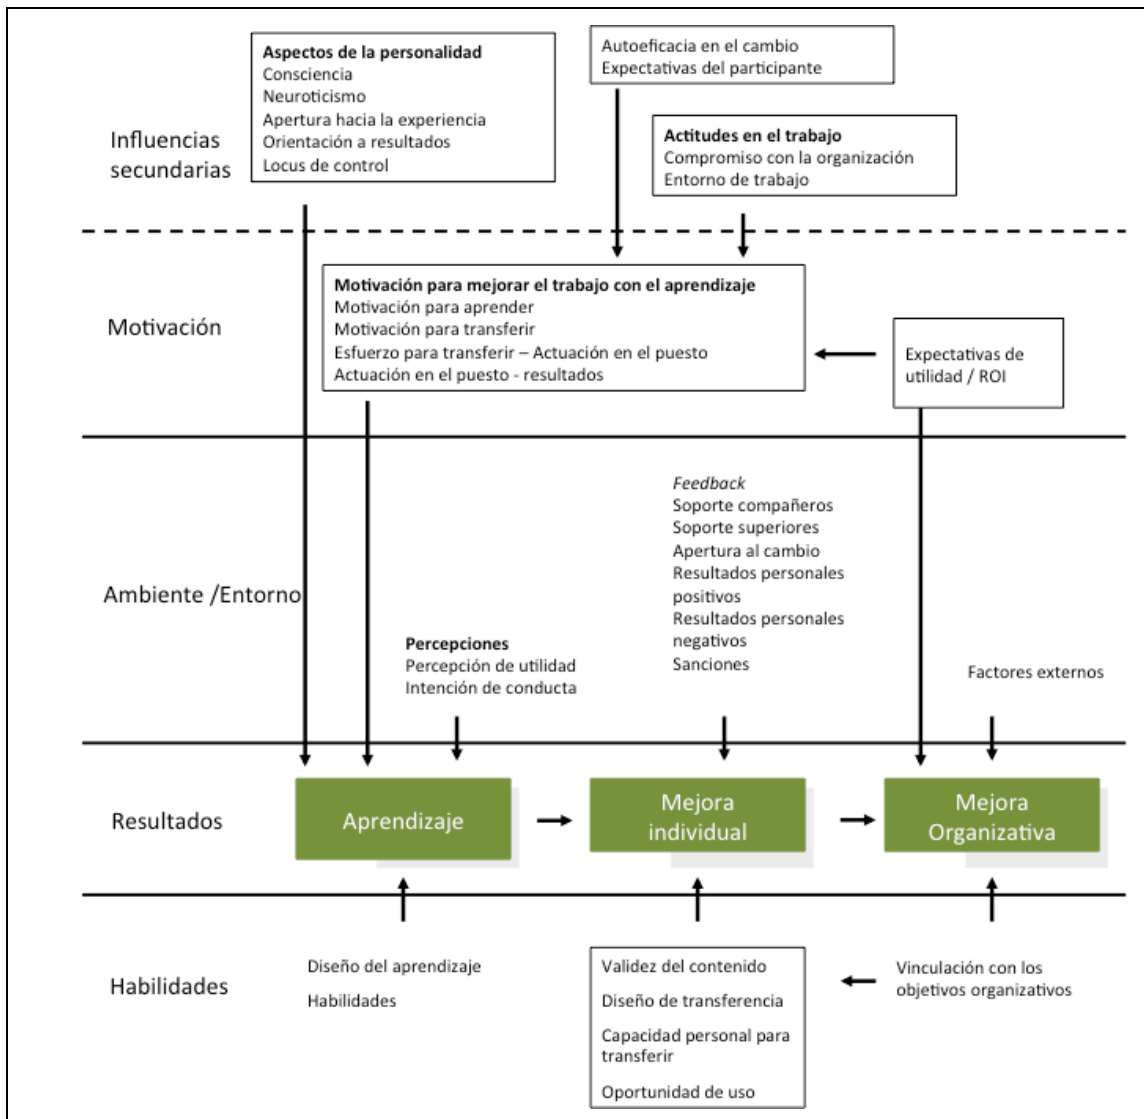 Aspectos de la personalidad
Consciencia
Neuroticismo
Apertura hacia la experiencia
Orientación a resultados
Locus de control
Autoeficacia en el cambio
Expectativas del participante
Influencias
secundarias
Actitudes en el trabajo
Compromiso con la organización
Entorno de trabajo
Motivación
Motivación para mejorar el trabajo con el aprendizaje
Motivación para aprender
Motivación para transferir
Esfuerzo para transferir – Actuación en el puesto
Actuación en el puesto - resultados
Expectativas de
utilidad / ROI
Ambiente /Entorno
Percepciones
Percepción de utilidad
Intención de conducta
Feedback
Soporte compañeros
Soporte superiores
Apertura al cambio
Resultados personales
positivos
Resultados personales
negativos
Sanciones
Factores externos
Resultados
Aprendizaje
Mejora
individual
Mejora
Organizativa
Habilidades
Diseño del aprendizaje
Habilidades
Validez del contenido
Diseño de transferencia
Capacidad personal para
transferir
Oportunidad de uso
Vinculación con los
objetivos organizativos